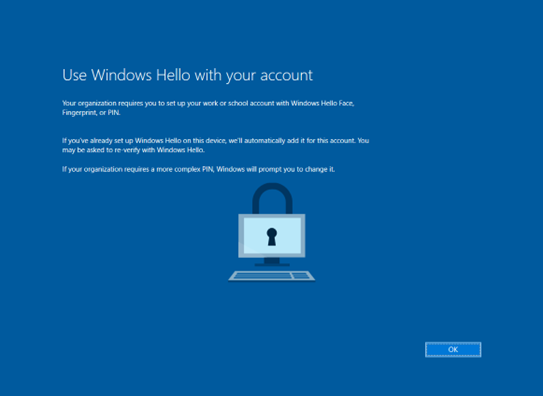 Use Windows Hello with your account
Your organization requires you to set up your work or school account with Windows Hello Face,
Fingerprint, or PIN.
If you've already set up Windows Hello on this device, we'll automatically add it for this account. You
may be asked to re-verify with Windows Hello.
If your organization requires a more complex PIN, Windows will prompt you to change it.
OK